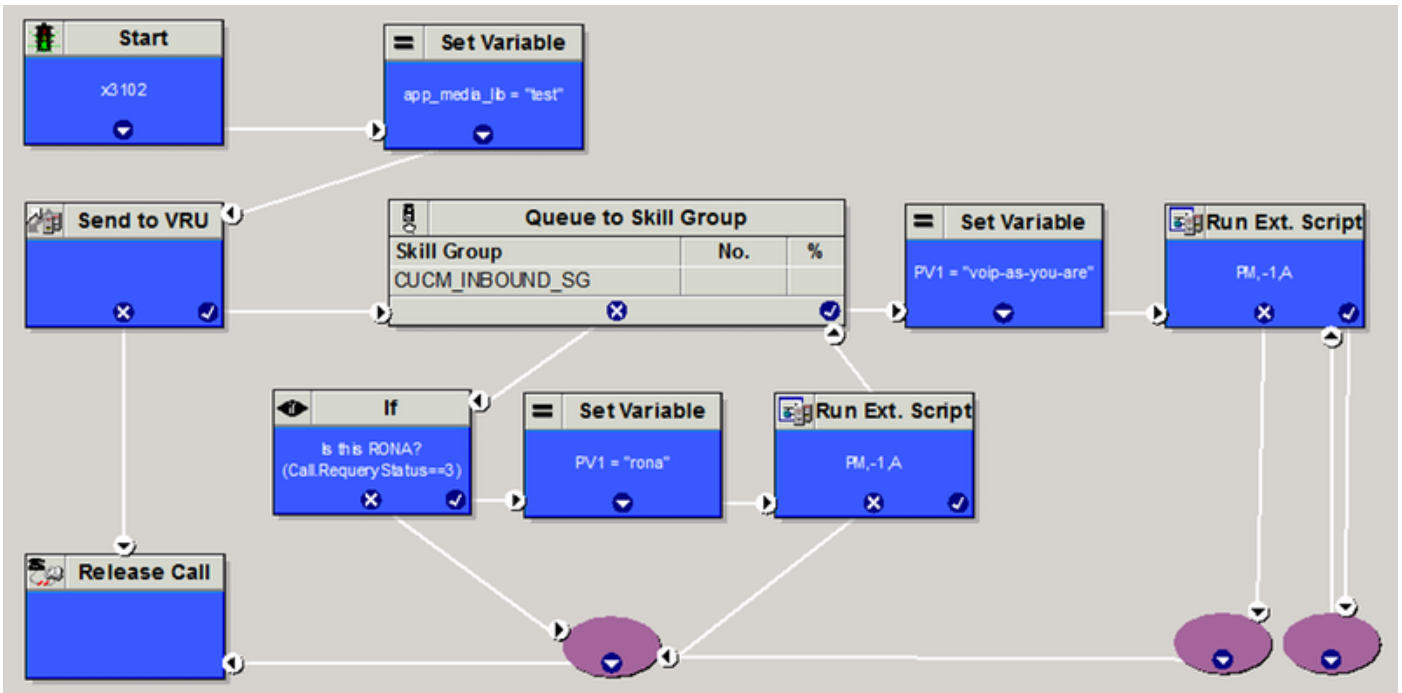 Start
x3102
Set Variable
app_media_lib = "test"
Send to VRU
Queue to Skill Group
Skill Group No. %
CUCM_INBOUND_SG
Set Variable
PV1 = "voip-as-you-are"
Run Ext. Script
PM,-1,A
If
Is this RONA?
(Call.RequeryStatus==3)
Set Variable
PV1 = "rona"
Run Ext. Script
PM,-1,A
Release Call